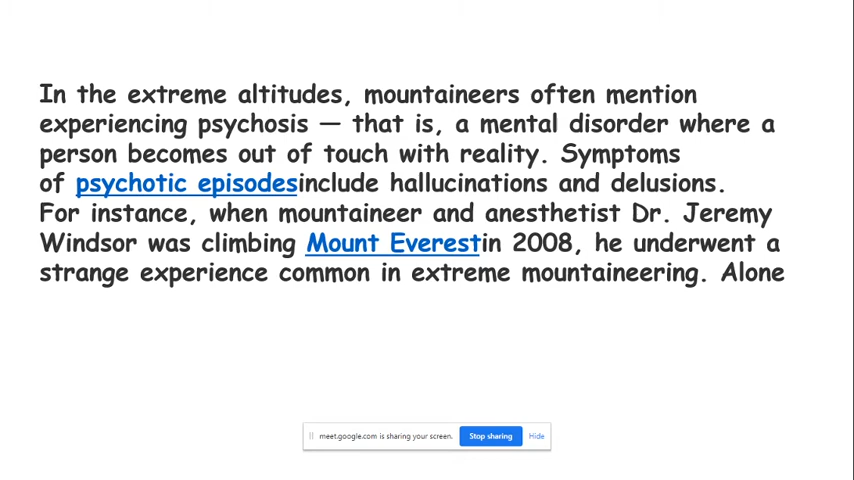 In the extreme altitudes, mountaineers often mention
experiencing psychosis — that is, a mental disorder where a
person becomes out of touch with reality. Symptoms
of psychotic episodesinclude hallucinations and delusions.
For instance, when mountaineer and anesthetist Dr. Jeremy
Windsor was climbing Mount Everestin 2008, he underwent a
strange experience common in extreme mountaineering. Alone
meet.google.com is sharing your screen. Stop sharing Hide